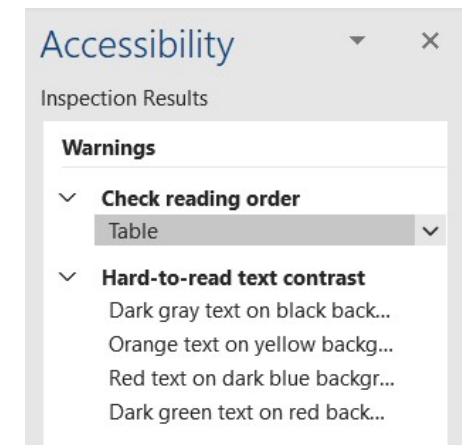 Accessibility
Inspection Results
Warnings
Check reading order
Table
Hard-to-read text contrast
Dark gray text on black back...
Orange text on yellow backg...
Red text on dark blue backgr...
Dark green text on red back...